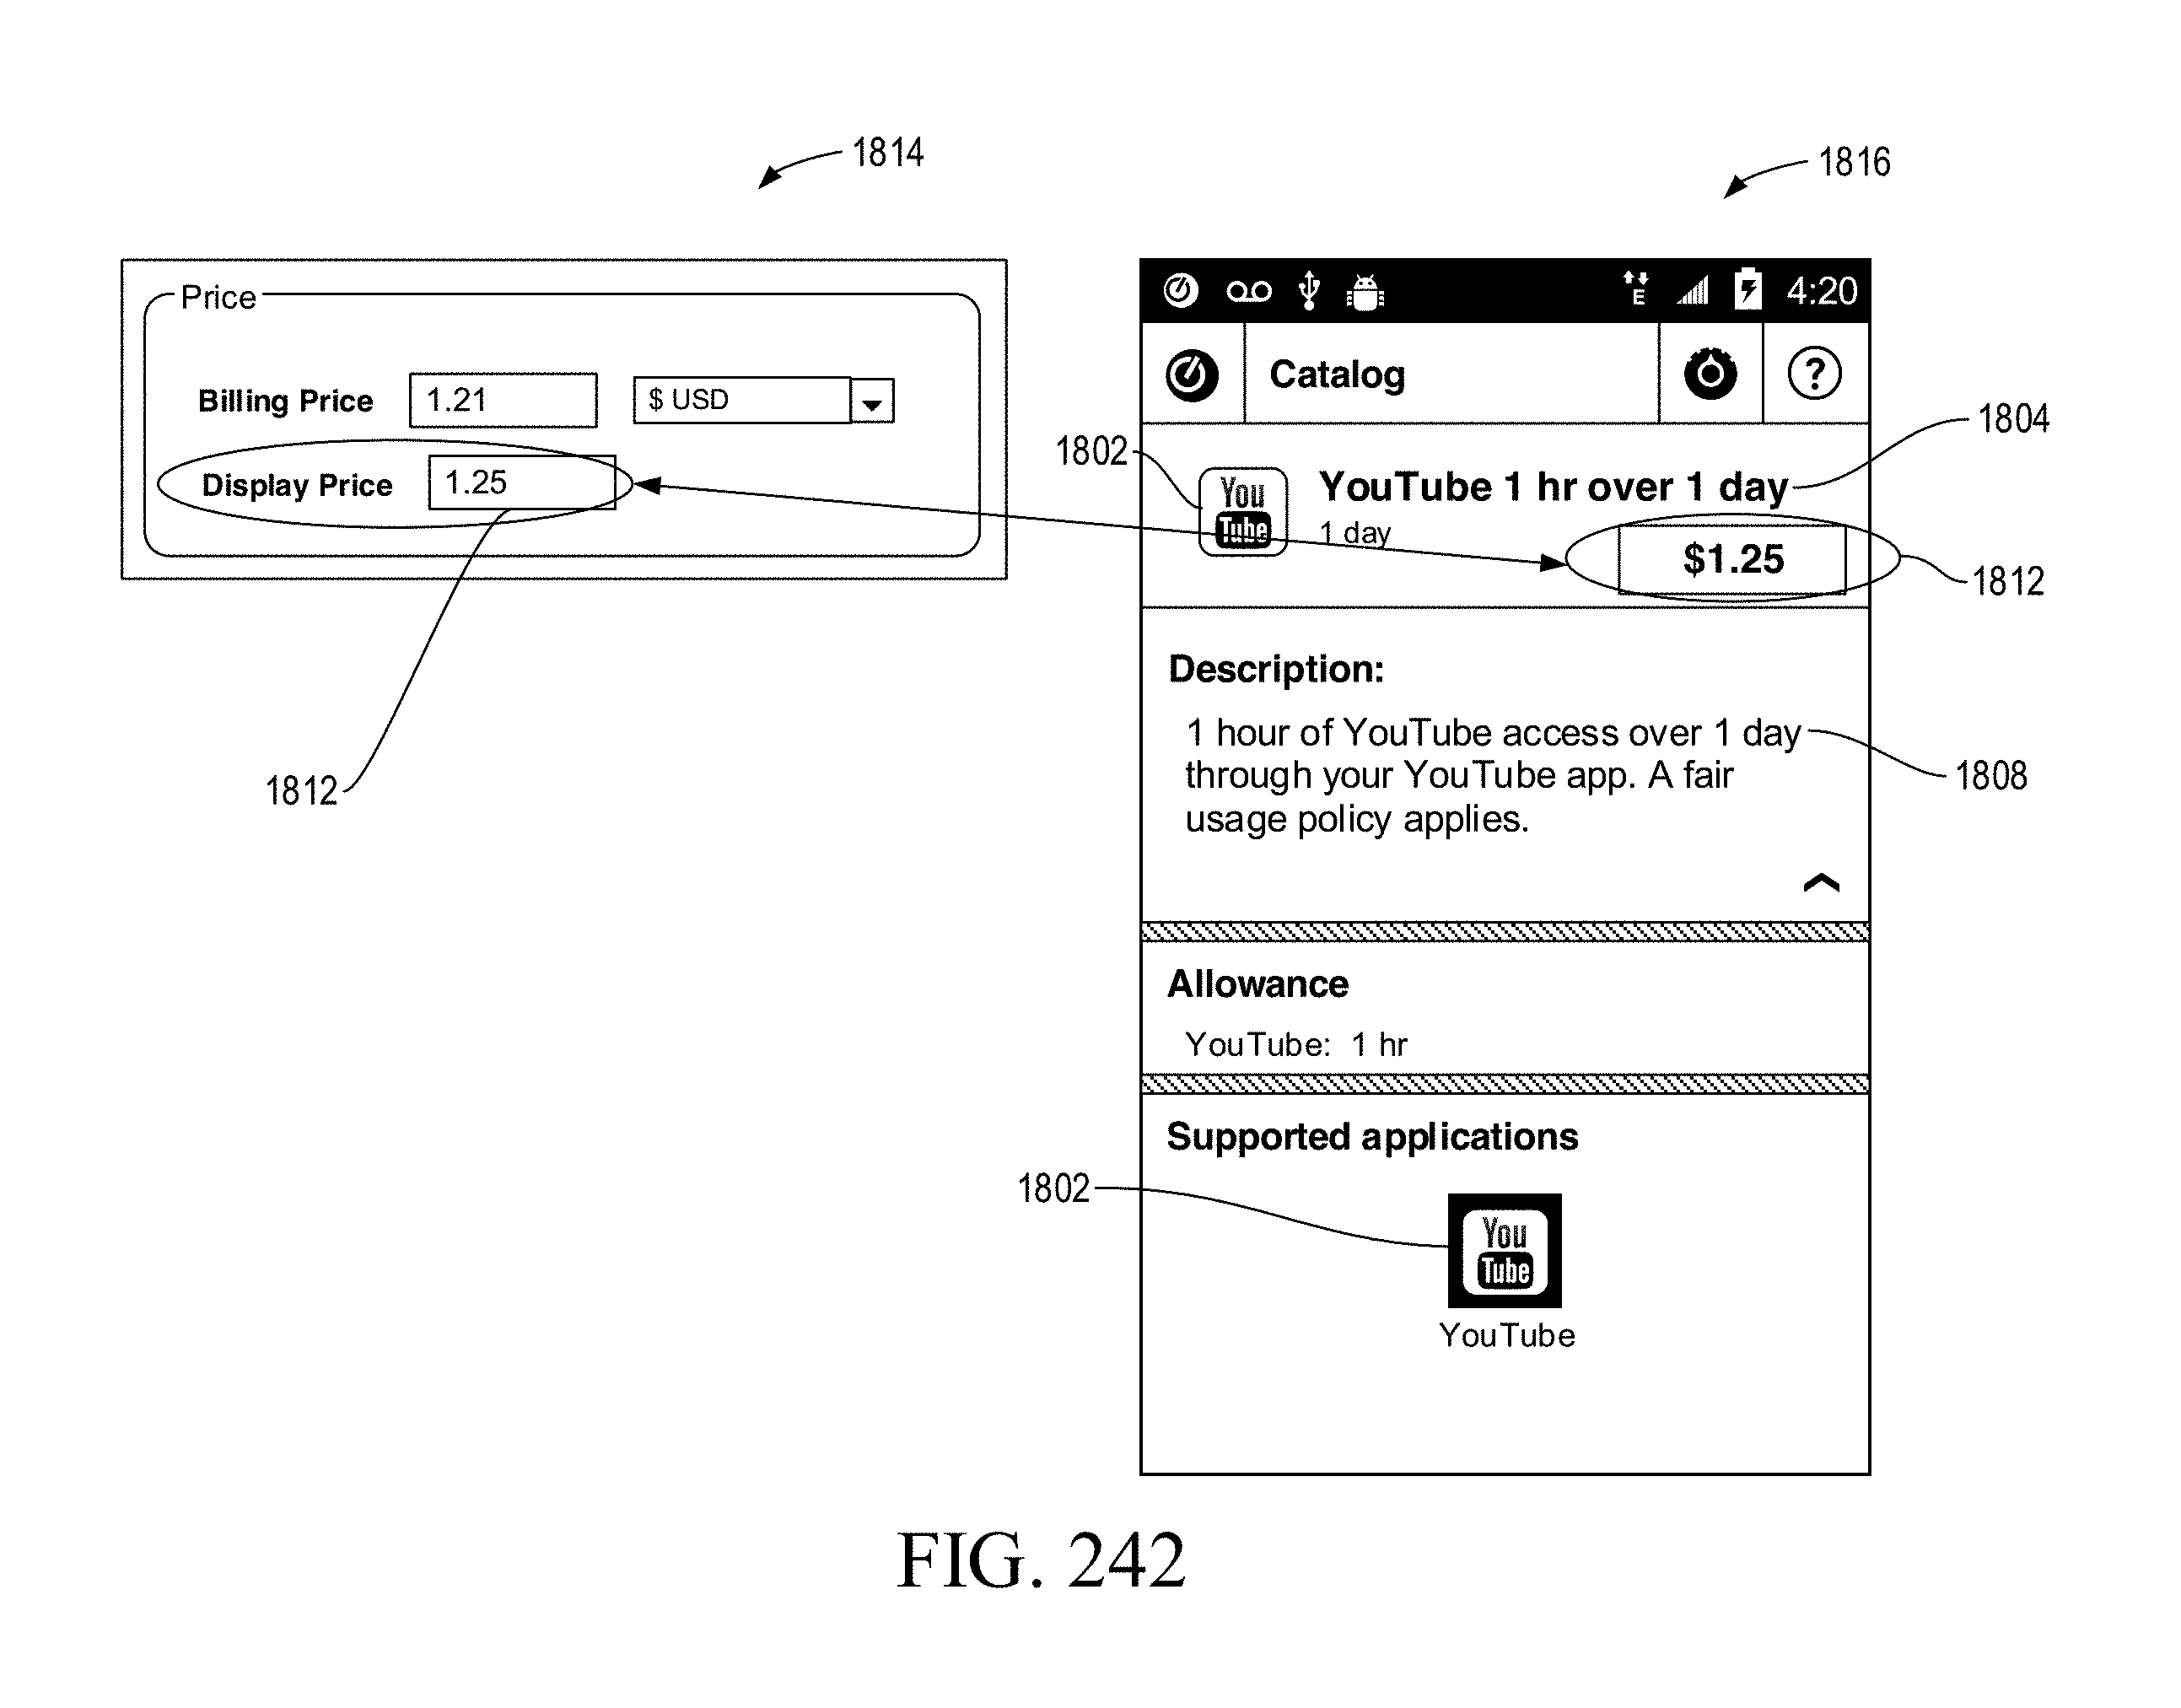 1814
1816
Price
Billing Price 1.21 $ USD
Display Price 1.25
1812
E 4:20
Catalog
?
1804
1802
You
Tube
YouTube 1 hr over 1 day
1 day
$1.25
1812
Description:
1 hour of YouTube access over 1 day
through your YouTube app. A fair
usage policy applies.
1808
Allowance
YouTube: 1 hr
Supported applications
1802
You
Tube
YouTube
FIG. 242